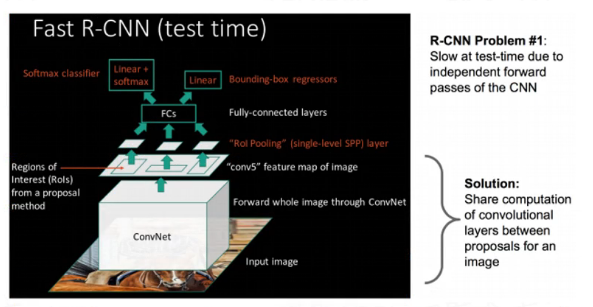 Fast R-CNN (test time)
Softmax classifier
Linear +
softmax
Linear
Bounding-box regressors
FCs
Fully-connected layers
"RoI Pooling" (single-level SPP) layer
Regions of
Interest (RoIs)
from a proposal
method
"conv5" feature map of image
Forward whole image through ConvNet
ConvNet
Input image
R-CNN Problem #1:
Slow at test-time due to
independent forward
passes of the CNN
Solution:
Share computation
of convolutional
layers between
proposals for an
image